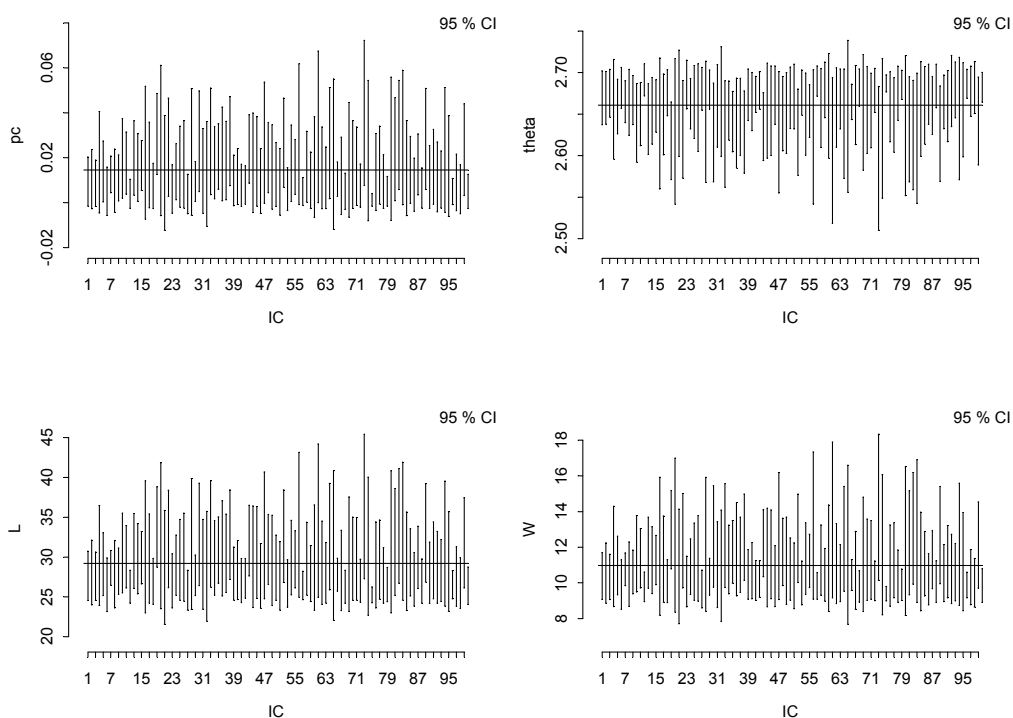 95 % CI
pc
-0.02 0.02 0.06
1 7 15 23 31 39 47 55 63 71 79 87 95
IC
95 % CI
theta
2.50 2.60 2.70
1 7 15 23 31 39 47 55 63 71 79 87 95
IC
95 % CI
L
20 25 30 35 40 45
1 7 15 23 31 39 47 55 63 71 79 87 95
IC
95 % CI
W
8 10 12 14 16 18
1 7 15 23 31 39 47 55 63 71 79 87 95
IC